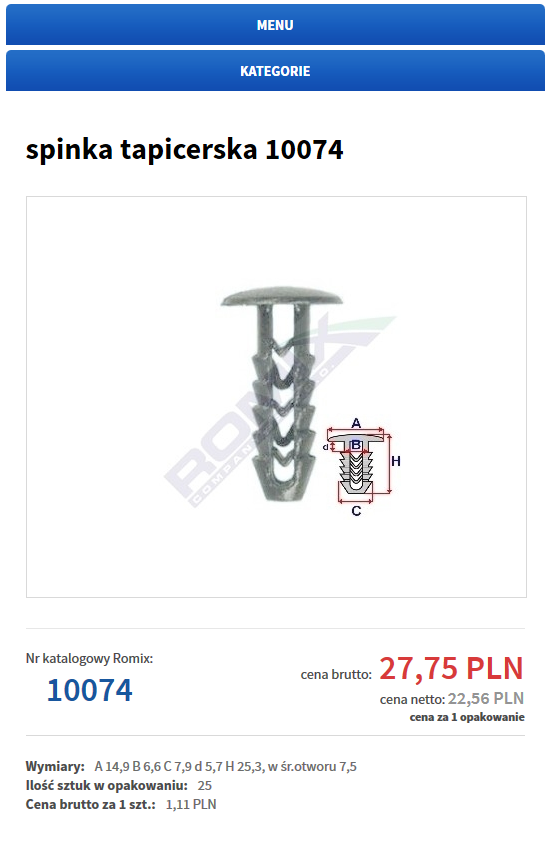 MENU
KATEGORIE
spinka tapicerska 10074
ROMIX
COMPANY
O.
A
d
B
H
C
Nr katalogowy Romix:
10074
cena brutto: 27,75 PLN
cena netto: 22,56 PLN
cena za 1 opakowanie
Wymiary: A 14,9 B 6,6 C 7,9 d 5,7 H 25,3, w śr.otworu 7,5
Ilość sztuk w opakowaniu: 25
Cena brutto za 1 szt.: 1,11 PLN